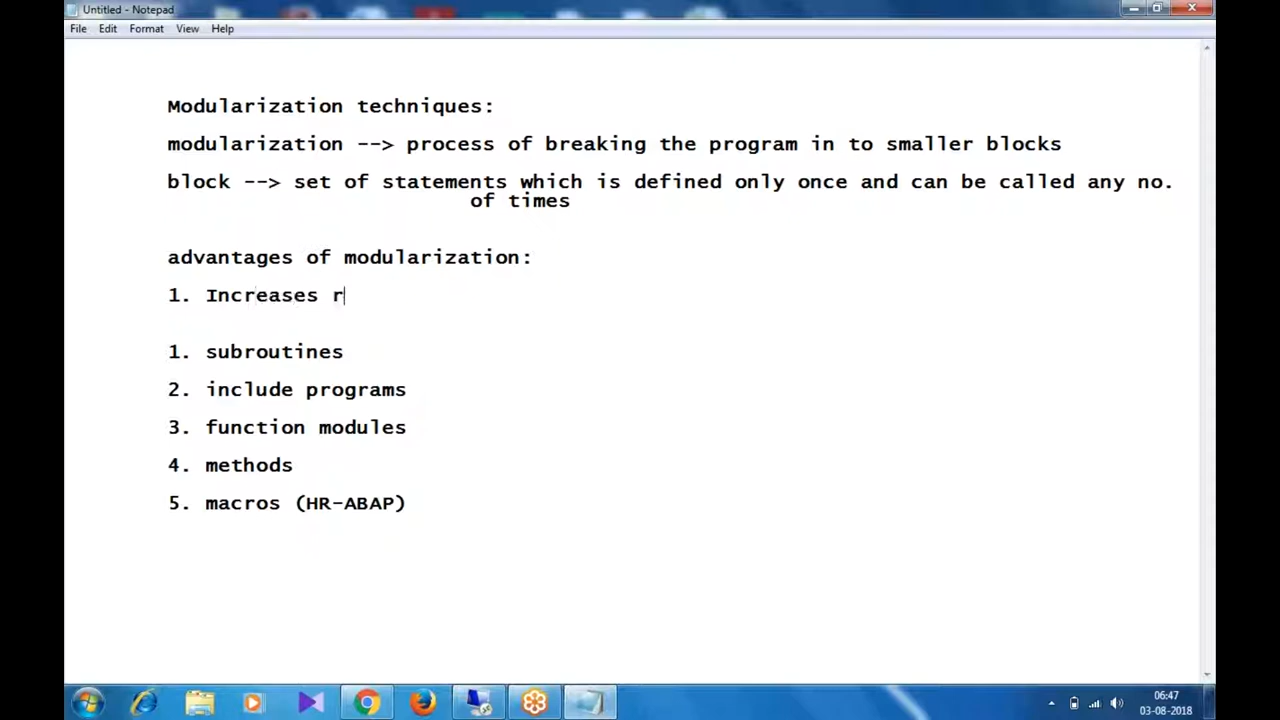 Untitled - Notepad
File Edit Format View Help
Modularization techniques:
modularization --> process of breaking the program in to smaller blocks
block --> set of statements which is defined only once and can be called any no.
of times
advantages of modularization:
1. Increases r
1. subroutines
2. include programs
3. function modules
4. methods
5. macros (HR-ABAP)
06:47
03-08-2018